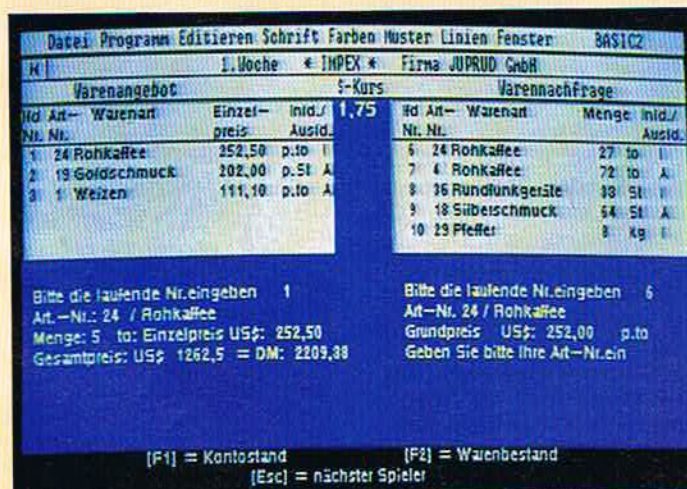 Datei Programm Editieren Schrift Farben Muster Linien Fenster BASIC2
1.Woche * IMPEX * Firma JUPRUD GmbH
Warenangebot $-Kurs Warennachfrage
lfd Art- Warenart Einzel- Inld./ 1,75 lfd Art- Warenart Menge Inld./
Nr. Nr. preis Ausld. Nr. Nr. Ausld.
1 24 Rohkaffee 252,50 p.to I 6 24 Rohkaffee 27 to I
2 19 Goldschmuck 202,00 p.St A 7 4 Rohkaffee 72 to A
3 1 Weizen 111,10 p.to A 8 36 Rundfunkgeräte 33 St I
9 18 Silberschmuck 54 St A
10 29 Pfeffer 8 kg I
Bitte die laufende Nr.eingeben 1 Bitte die laufende Nr.eingeben 6
Art.-Nr.: 24 / Rohkaffee Art-Nr. 24 / Rohkaffee
Menge: 5 to: Einzelpreis US$: 252,50 Grundpreis US$: 252,00 p.to
Gesamtpreis: US$ 1262,5 = DM: 2209,38 Geben Sie bitte Ihre Art-Nr.ein
[F1] = Kontostand [F2] = Warenbestand
[Esc] = nächster Spieler